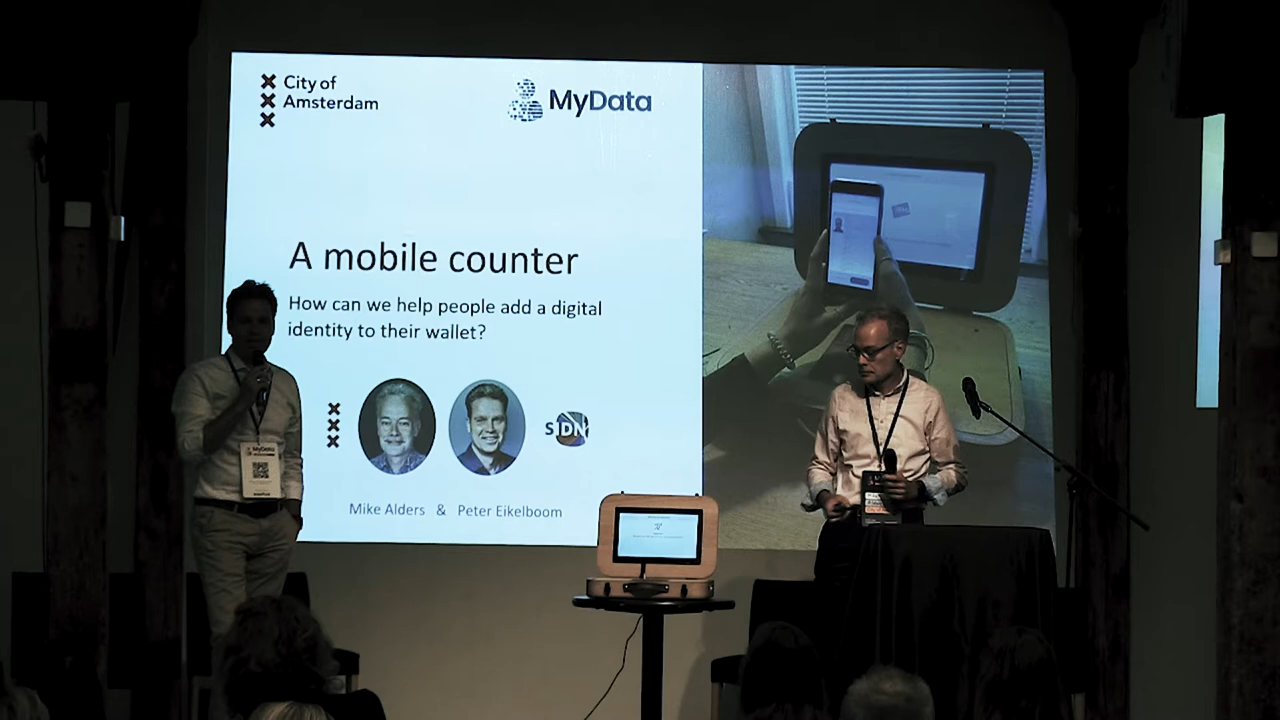 City of
Amsterdam
MyData
A mobile counter
How can we help people add a digital
identity to their wallet?
SIDN
Mike Alders & Peter Eikelboom
MyData